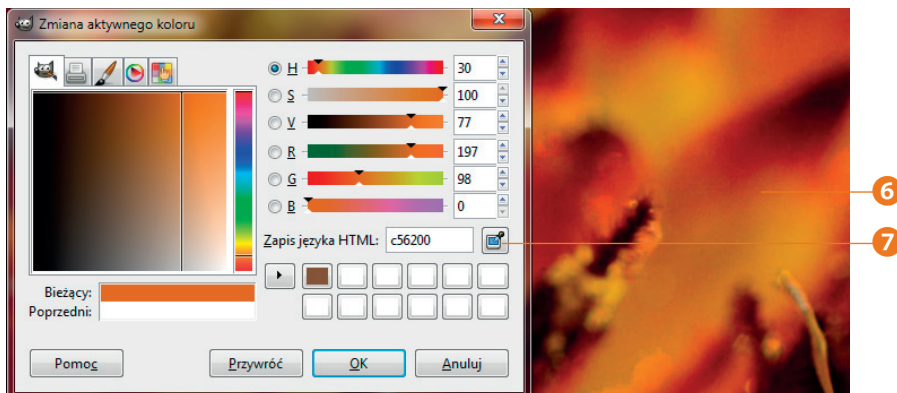 Zmiana aktywnego koloru
H 30
S 100
V 77
R 197
G 98
B 0
Zapis języka HTML: c56200
Bieżący:
Poprzedni:
Pomoc Przywróć OK Anuluj
6
7